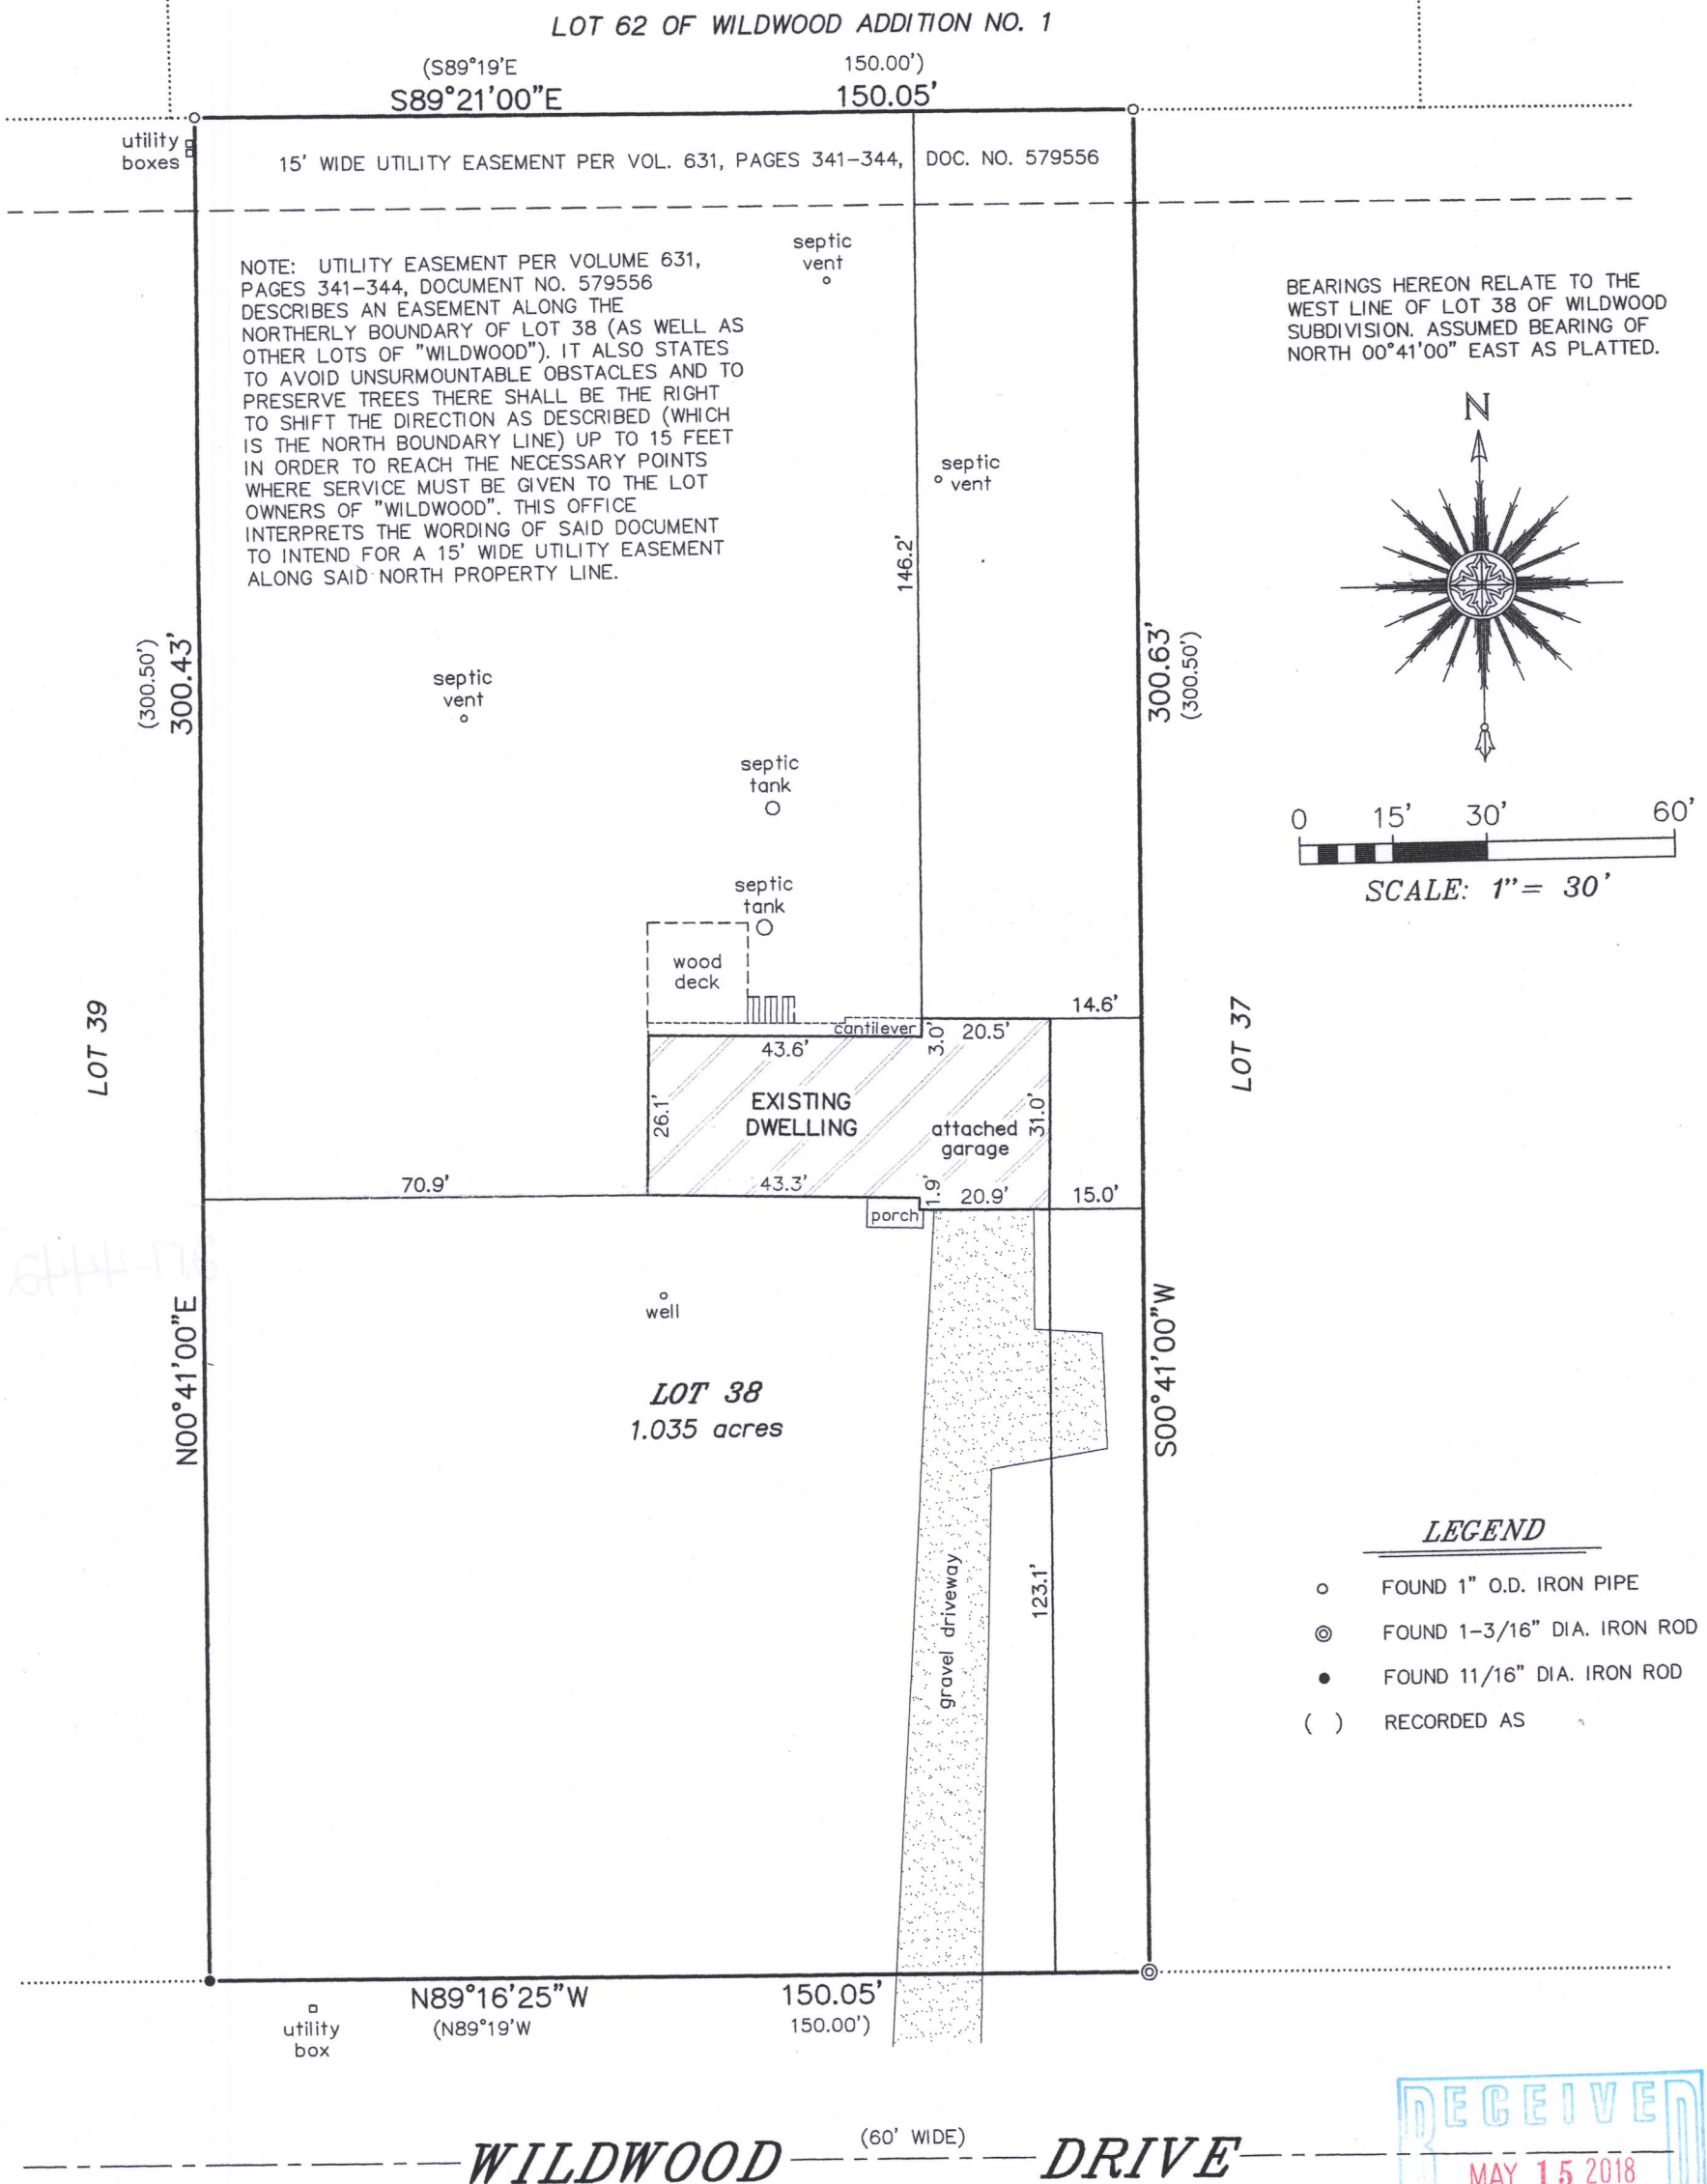 LOT 62 OF WILDWOOD ADDITION NO. 1
(S89°19'E 150.00')
S89°21'00"E 150.05'
utility
boxes
15' WIDE UTILITY EASEMENT PER VOL. 631, PAGES 341-344, DOC. NO. 579556
NOTE: UTILITY EASEMENT PER VOLUME 631,
PAGES 341-344, DOCUMENT NO. 579556
DESCRIBES AN EASEMENT ALONG THE
NORTHERLY BOUNDARY OF LOT 38 (AS WELL AS
OTHER LOTS OF "WILDWOOD"). IT ALSO STATES
TO AVOID UNSURMOUNTABLE OBSTACLES AND TO
PRESERVE TREES THERE SHALL BE THE RIGHT
TO SHIFT THE DIRECTION AS DESCRIBED (WHICH
IS THE NORTH BOUNDARY LINE) UP TO 15 FEET
IN ORDER TO REACH THE NECESSARY POINTS
WHERE SERVICE MUST BE GIVEN TO THE LOT
OWNERS OF "WILDWOOD". THIS OFFICE
INTERPRETS THE WORDING OF SAID DOCUMENT
TO INTEND FOR A 15' WIDE UTILITY EASEMENT
ALONG SAID NORTH PROPERTY LINE.
septic
vent
BEARINGS HEREON RELATE TO THE
WEST LINE OF LOT 38 OF WILDWOOD
SUBDIVISION. ASSUMED BEARING OF
NORTH 00°41'00" EAST AS PLATTED.
N
septic
vent
146.2'
(300.50')
300.43'
300.63'
(300.50')
septic
vent
septic
tank
0 15' 30' 60'
SCALE: 1"= 30'
septic
tank
wood
deck
LOT 39
LOT 37
14.6'
cantilever
3.0'
20.5'
43.6'
26.1'
EXISTING
DWELLING
attached
garage
31.0'
70.9'
43.3'
1.9'
20.9'
15.0'
porch
well
N00°41'00"E
S00°41'00"W
LOT 38
1.035 acres
gravel driveway
123.1'
LEGEND
FOUND 1" O.D. IRON PIPE
FOUND 1-3/16" DIA. IRON ROD
FOUND 11/16" DIA. IRON ROD
( ) RECORDED AS
N89°16'25"W 150.05'
(N89°19'W 150.00')
utility
box
WILDWOOD (60' WIDE) DRIVE
RECEIVED
MAY 15 2018